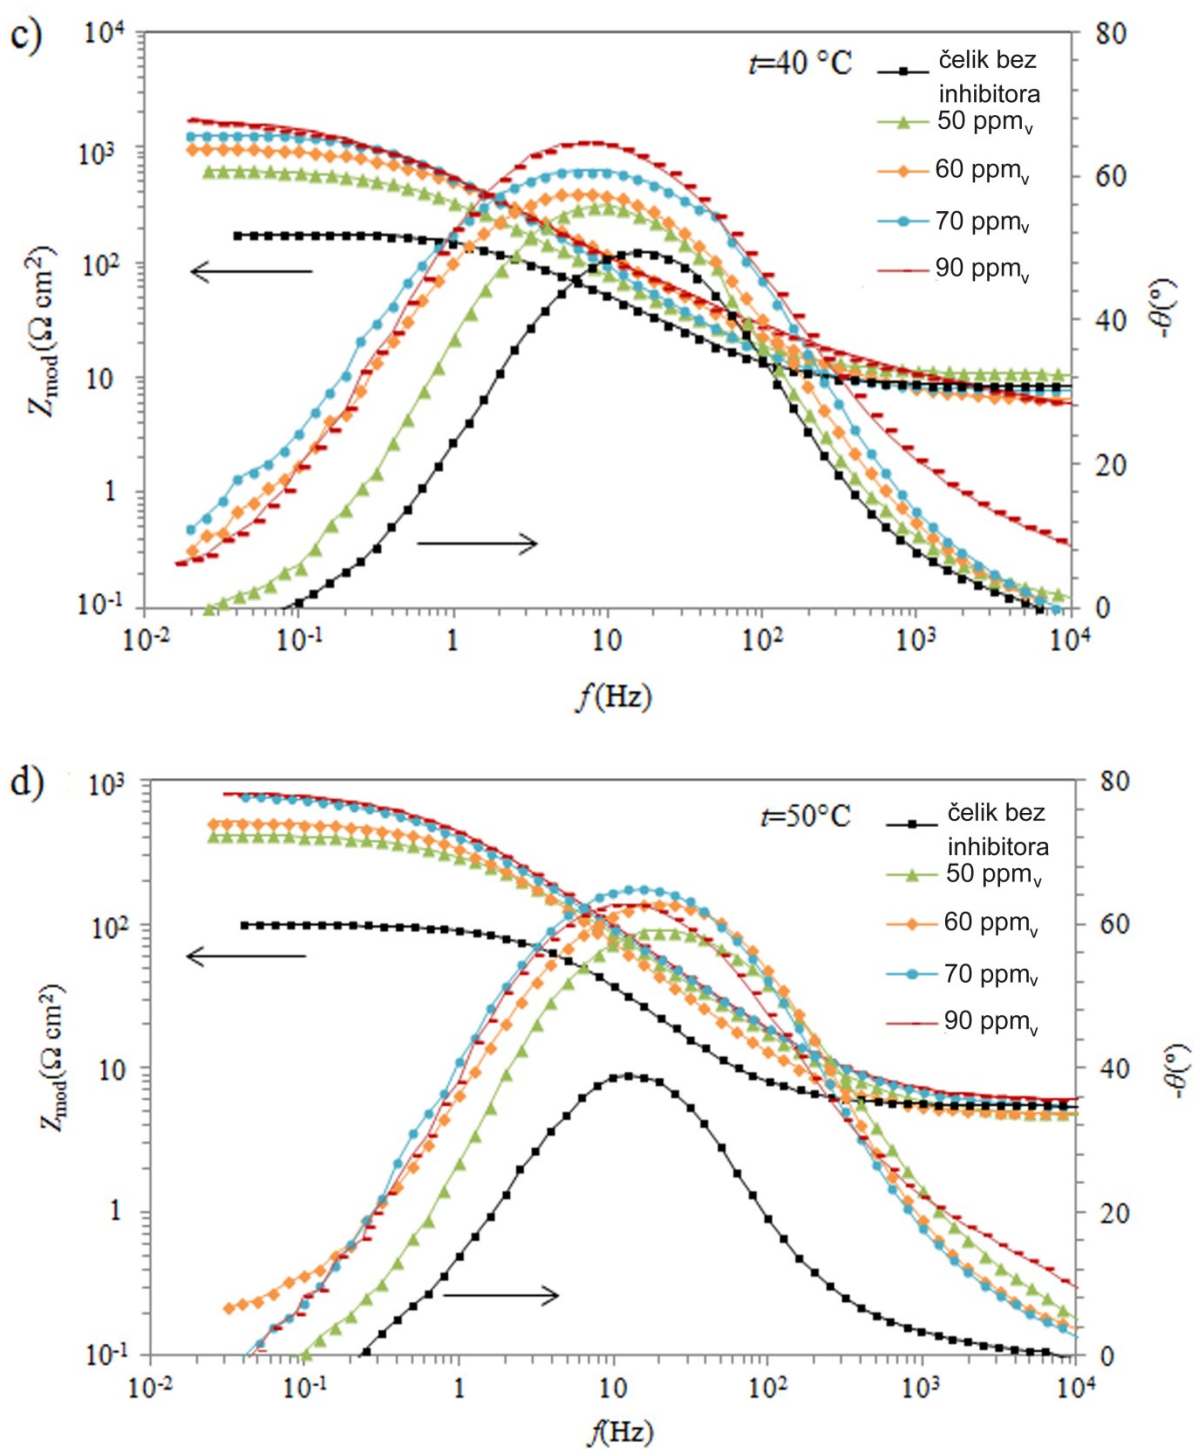 c)
t=40 °C
čelik bez
inhibitora
50 ppmv
60 ppmv
70 ppmv
90 ppmv
Zmod(Ω cm²)
10⁴
10³
10²
10
1
10⁻¹
80
60
40
20
0
-θ(°)
10⁻²
10⁻¹
1
10
10²
10³
10⁴
f(Hz)
d)
t=50°C
čelik bez
inhibitora
50 ppmv
60 ppmv
70 ppmv
90 ppmv
Zmod(Ω cm²)
10³
10²
10
1
10⁻¹
80
60
40
20
0
-θ(°)
10⁻²
10⁻¹
1
10
10²
10³
10⁴
f(Hz)